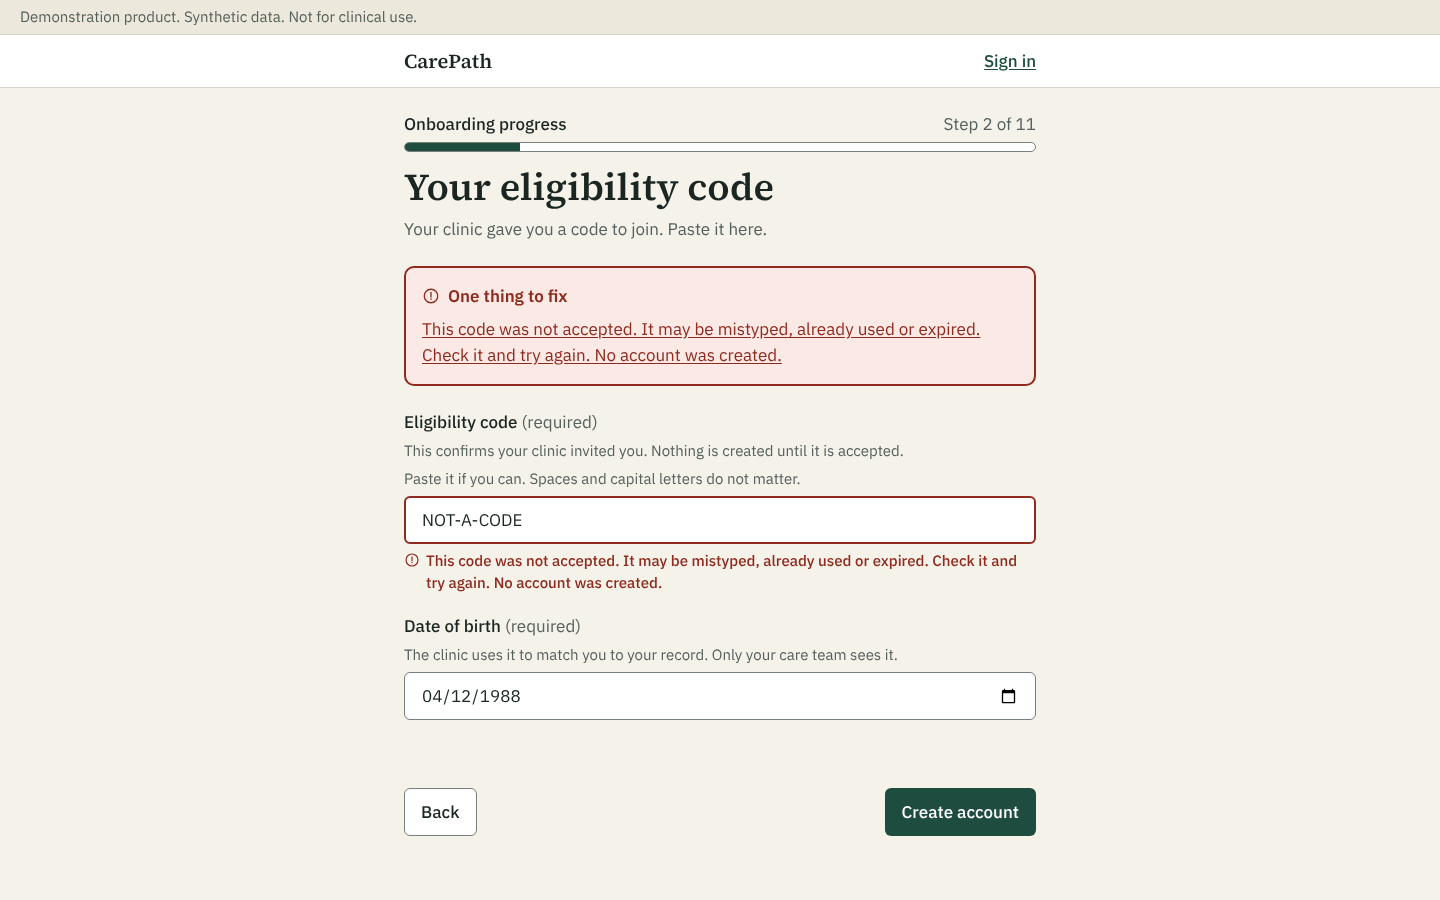 Demonstration product. Synthetic data. Not for clinical use.
CarePath
Sign in
Onboarding progress
Step 2 of 11
Your eligibility code
Your clinic gave you a code to join. Paste it here.
One thing to fix
This code was not accepted. It may be mistyped, already used or expired.
Check it and try again. No account was created.
Eligibility code (required)
This confirms your clinic invited you. Nothing is created until it is accepted.
Paste it if you can. Spaces and capital letters do not matter.
NOT-A-CODE
This code was not accepted. It may be mistyped, already used or expired. Check it and
try again. No account was created.
Date of birth (required)
The clinic uses it to match you to your record. Only your care team sees it.
04/12/1988
Back
Create account